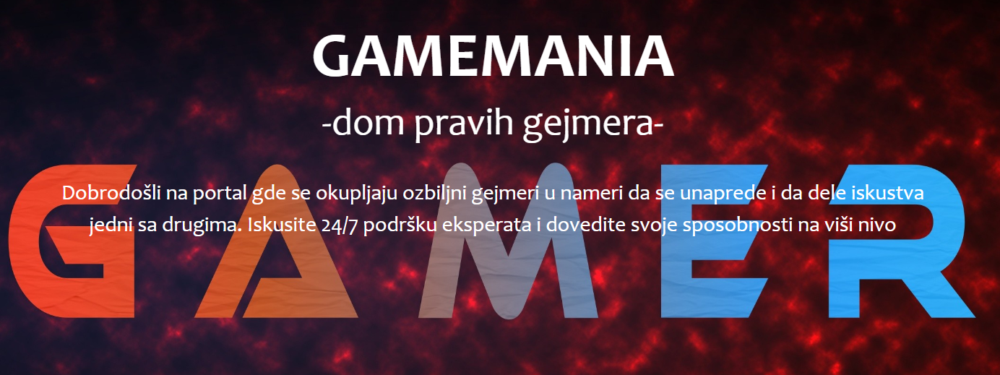 GAMEMANIA
-dom pravih gejmera-
GAMER
Dobrodošli na portal gde se okupljaju ozbiljni gejmeri u nameri da se unaprede i da dele iskustva
jedni sa drugima. Iskusite 24/7 podršku eksperata i dovedite svoje sposobnosti na viši nivo